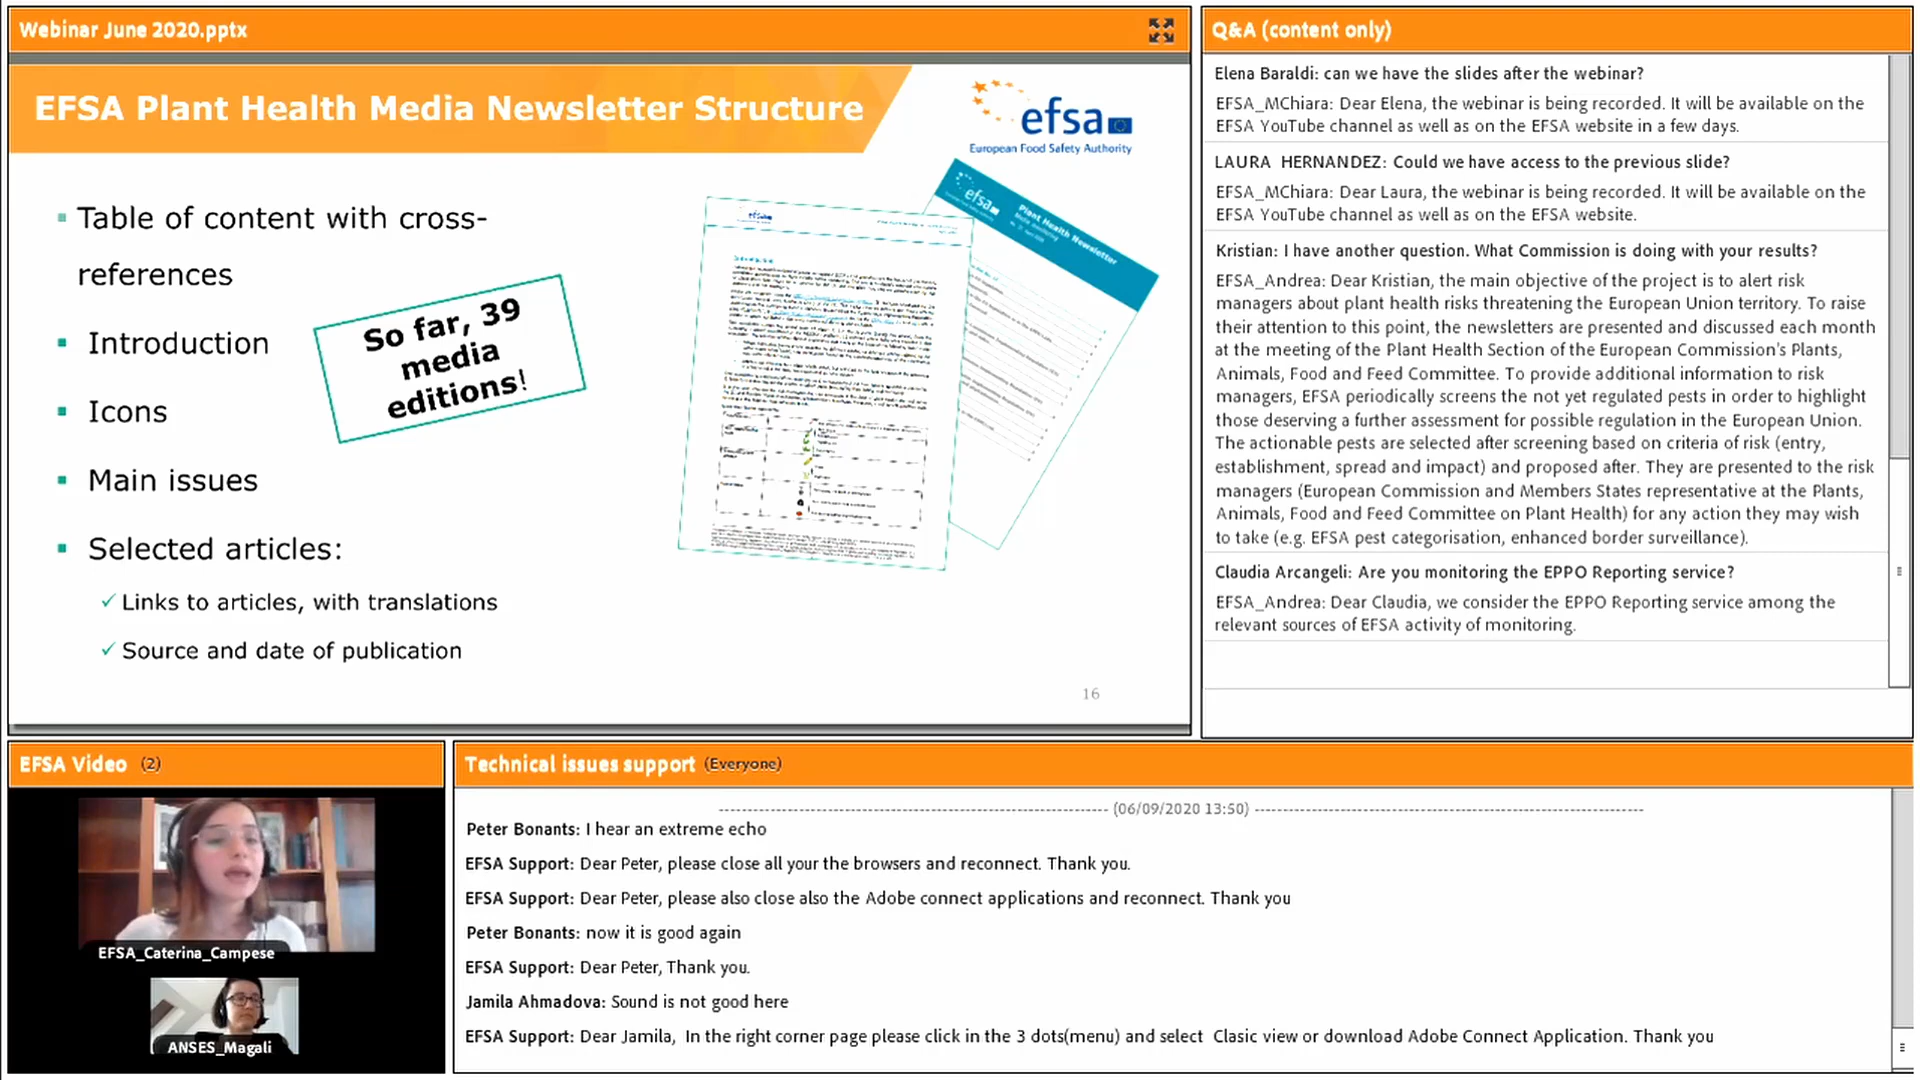 Webinar June 2020.pptx
EFSA Plant Health Media Newsletter Structure
efsa
European Food Safety Authority
Table of content with cross-
references
Introduction
Icons
Main issues
Selected articles:
Links to articles, with translations
Source and date of publication
So far, 39
media
editions!
efsa
efsa
Plant Health Newsletter
16
Q&A (content only)
Elena Baraldi: can we have the slides after the webinar?
EFSA_MChiara: Dear Elena, the webinar is being recorded. It will be available on the
EFSA YouTube channel as well as on the EFSA website in a few days.
LAURA HERNANDEZ: Could we have access to the previous slide?
EFSA_MChiara: Dear Laura, the webinar is being recorded. It will be available on the
EFSA YouTube channel as well as on the EFSA website.
Kristian: I have another question. What Commission is doing with your results?
EFSA_Andrea: Dear Kristian, the main objective of the project is to alert risk
managers about plant health risks threatening the European Union territory. To raise
their attention to this point, the newsletters are presented and discussed each month
at the meeting of the Plant Health Section of the European Commission's Plants,
Animals, Food and Feed Committee. To provide additional information to risk
managers, EFSA periodically screens the not yet regulated pests in order to highlight
those deserving a further assessment for possible regulation in the European Union.
The actionable pests are selected after screening based on criteria of risk (entry,
establishment, spread and impact) and proposed after. They are presented to the risk
managers (European Commission and Members States representative at the Plants,
Animals, Food and Feed Committee on Plant Health) for any action they may wish
to take (e.g. EFSA pest categorisation, enhanced border surveillance).
Claudia Arcangeli: Are you monitoring the EPPO Reporting service?
EFSA_Andrea: Dear Claudia, we consider the EPPO Reporting service among the
relevant sources of EFSA activity of monitoring.
EFSA Video (2)
EFSA_Caterina_Campese
ANSES_Magali
Technical issues support (Everyone)
(06/09/2020 13:50)
Peter Bonants: I hear an extreme echo
EFSA Support: Dear Peter, please close all your the browsers and reconnect. Thank you.
EFSA Support: Dear Peter, please also close also the Adobe connect applications and reconnect. Thank you
Peter Bonants: now it is good again
EFSA Support: Dear Peter, Thank you.
Jamila Ahmadova: Sound is not good here
EFSA Support: Dear Jamila, In the right corner page please click in the 3 dots(menu) and select Clasic view or download Adobe Connect Application. Thank you